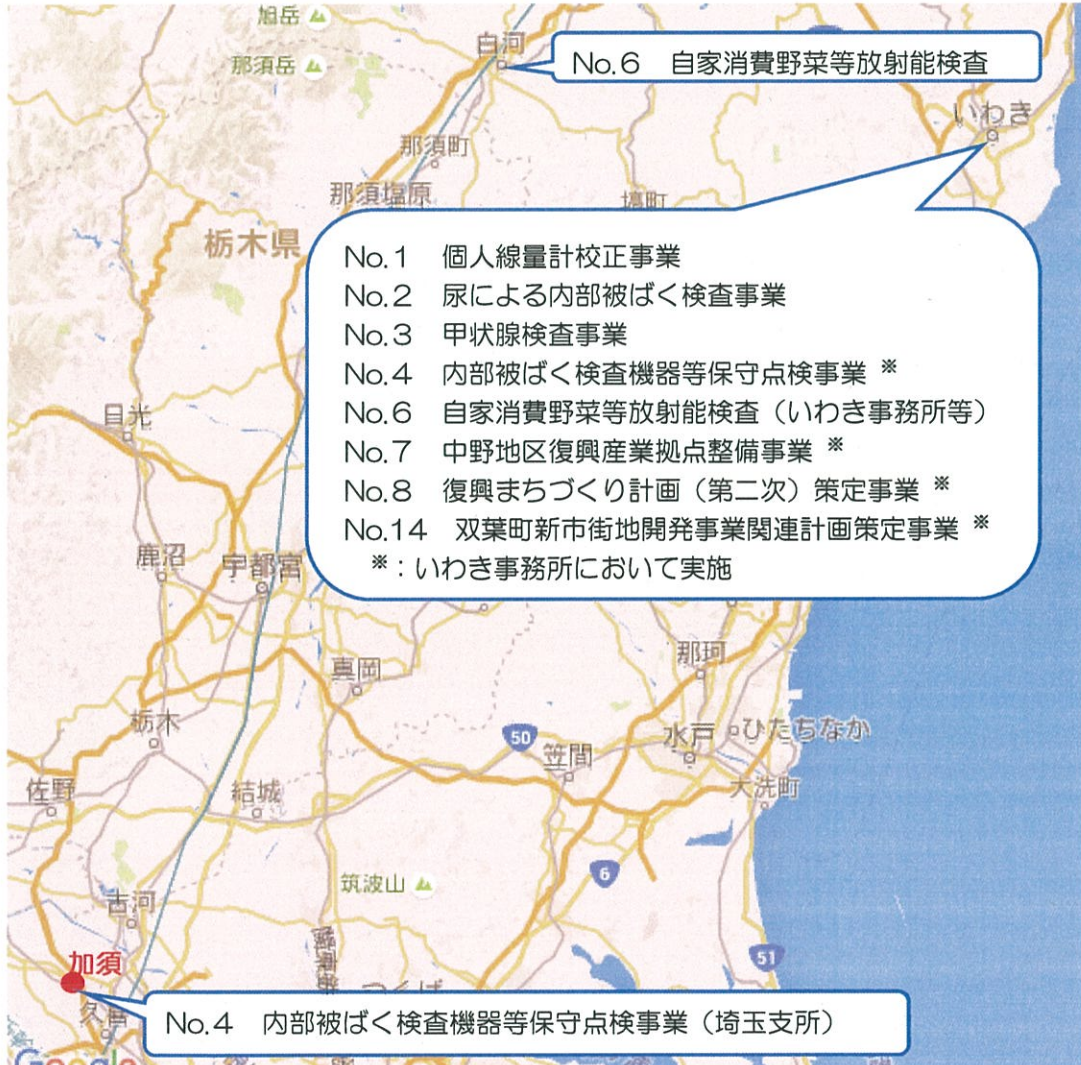 旭岳
白河
No.6 自家消費野菜等放射能検査
那須岳
いわき
那須町
那須塩原
塙町
栃木県
No.1 個人線量計校正事業
No.2 尿による内部被ばく検査事業
No.3 甲状腺検査事業
No.4 内部被ばく検査機器等保守点検事業 ※
No.6 自家消費野菜等放射能検査（いわき事務所等）
No.7 中野地区復興産業拠点整備事業 ※
No.8 復興まちづくり計画（第二次）策定事業 ※
No.14 双葉町新市街地開発事業関連計画策定事業 ※
※：いわき事務所において実施
日光
鹿沼
宇都宮
真岡
那珂
栃木
50
水戸
ひたちなか
笠間
佐野
結城
大洗町
筑波山
6
古河
加須
51
つくば
No.4 内部被ばく検査機器等保守点検事業（埼玉支所）
Google